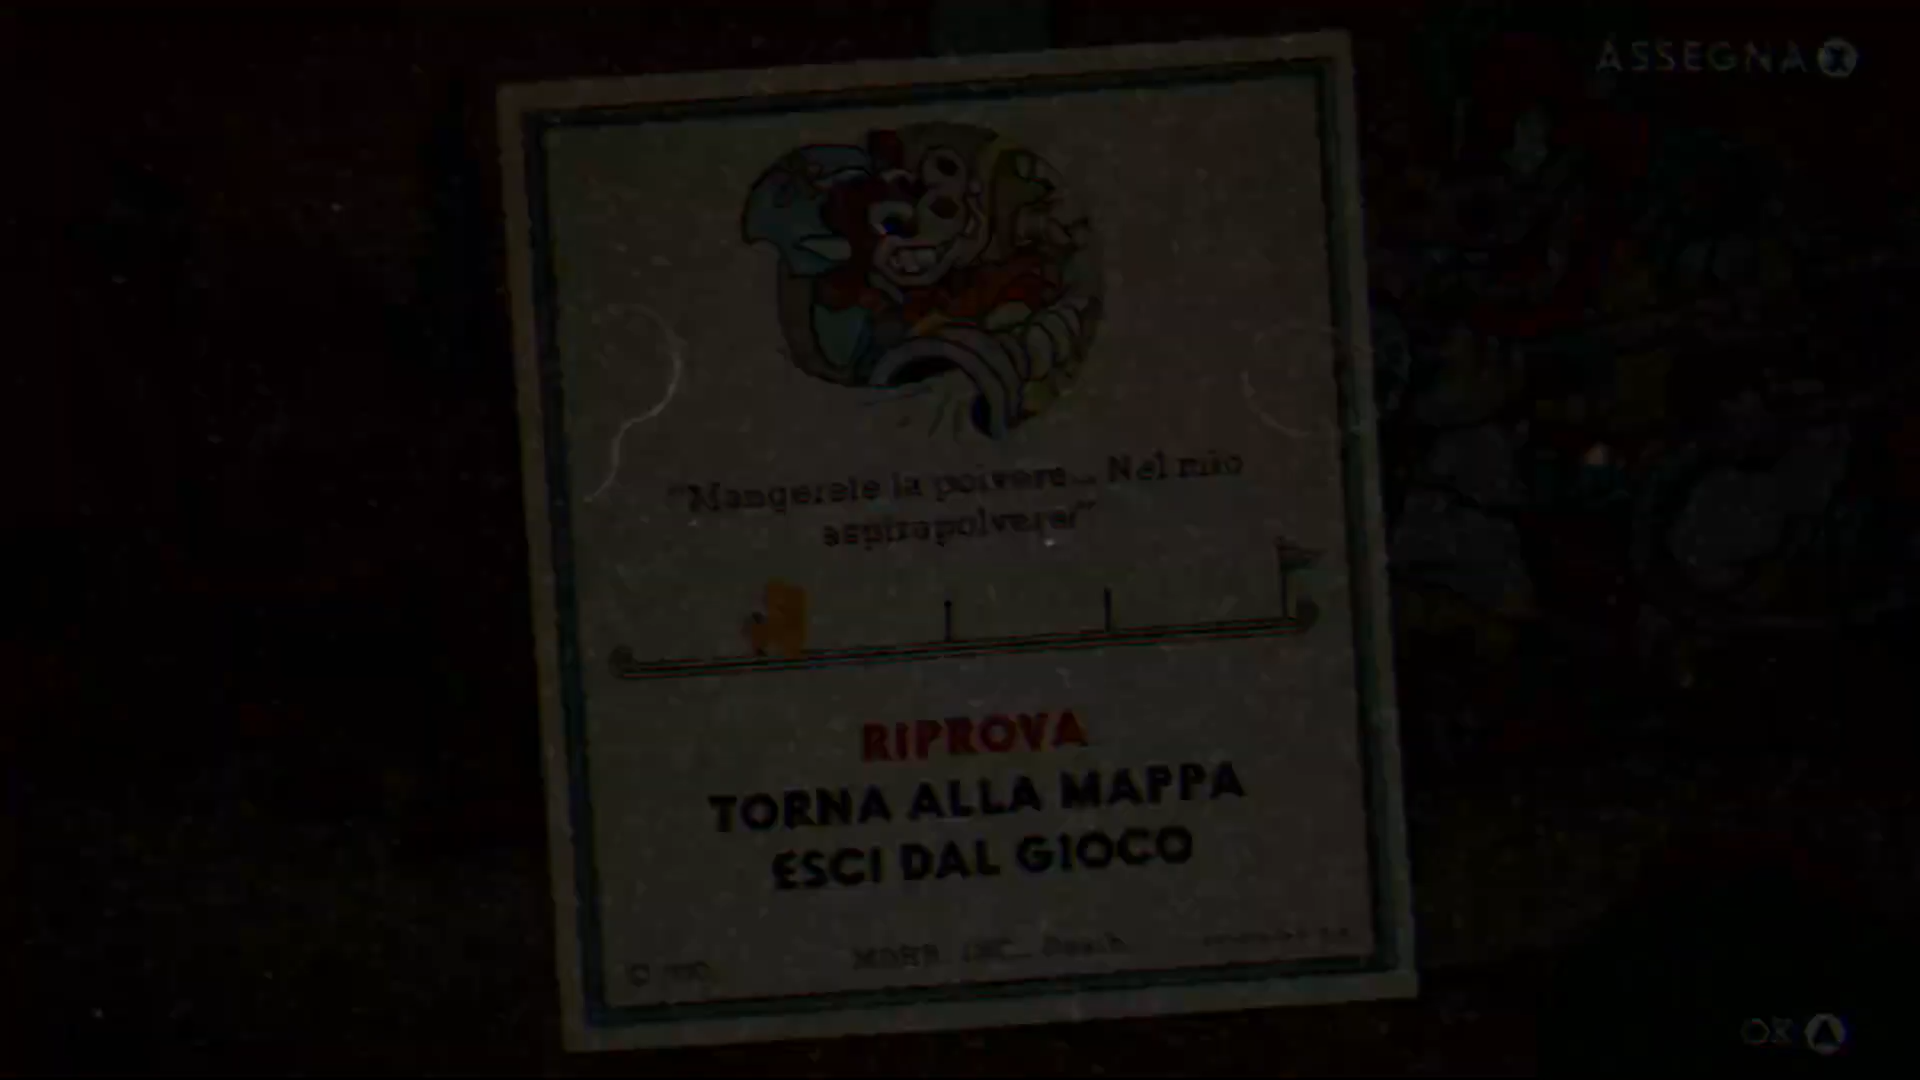 ASSEGNA X
"Mangerete la polvere... Nel mio
aspirapolvere!"
RIPROVA
TORNA ALLA MAPPA
ESCI DAL GIOCO
OK